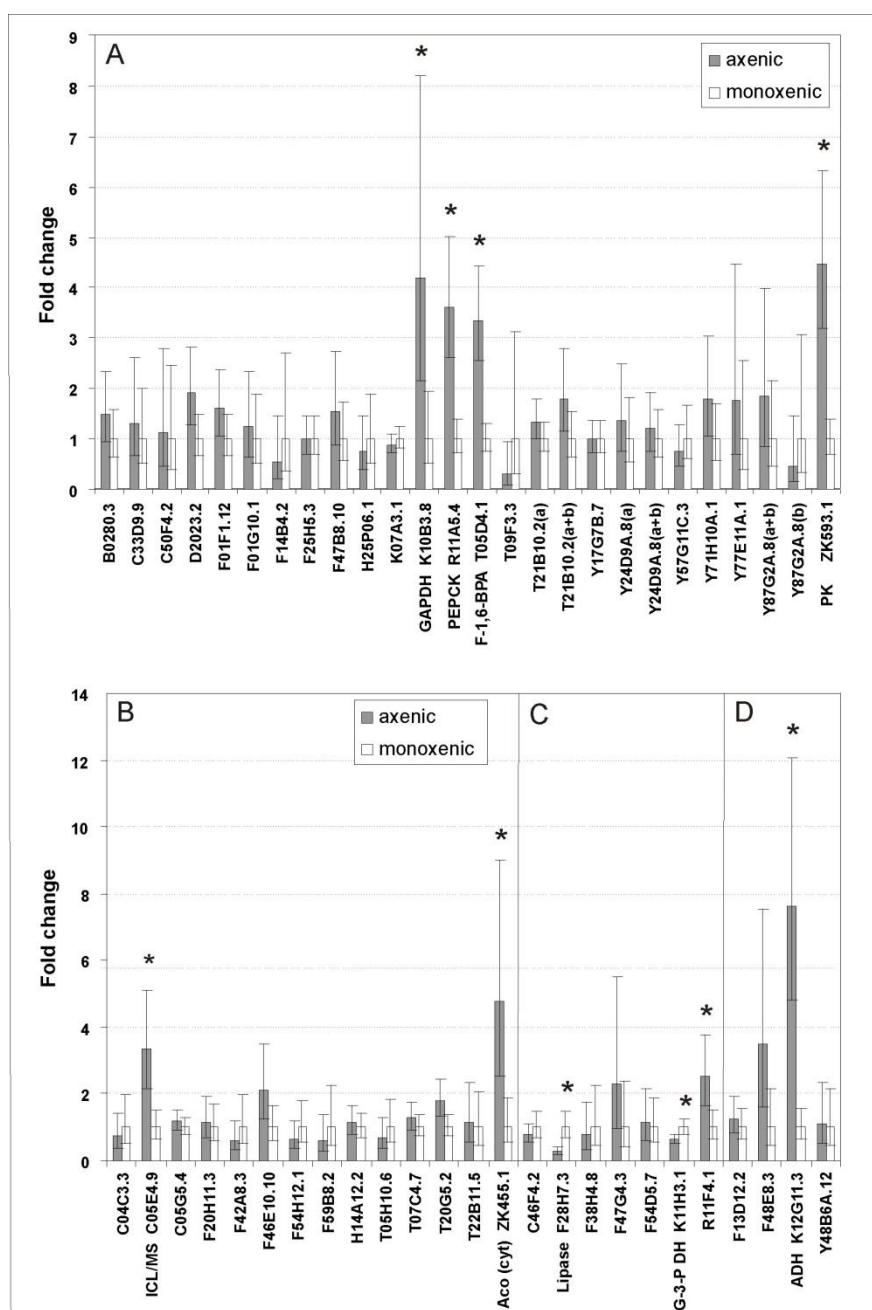 A
axenic
monoxenic
Fold change
9
8
7
6
5
4
3
2
1
0
*
*
*
*
B0280.3
C33D9.9
C50F4.2
D2023.2
F01F1.12
F01G10.1
F14B4.2
F25H5.3
F47B8.10
H25P06.1
K07A3.1
GAPDH K10B3.8
PEPCK R11A5.4
F-1,6-BPA T05D4.1
T09F3.3
T21B10.2(a)
T21B10.2(a+b)
Y17G7B.7
Y24D9A.8(a)
Y24D9A.8(a+b)
Y57G11C.3
Y71H10A.1
Y77E11A.1
Y87G2A.8(a+b)
Y87G2A.8(b)
PK ZK593.1
B
axenic
monoxenic
C
D
Fold change
14
12
10
8
6
4
2
0
*
*
*
*
*
*
C04C3.3
ICL/MS C05E4.9
C05G5.4
F20H11.3
F42A8.3
F46E10.10
F54H12.1
F59B8.2
H14A12.2
T05H10.6
T07C4.7
T20G5.2
T22B11.5
Aco (cyt) ZK455.1
C46F4.2
Lipase F28H7.3
F38H4.8
F47G4.3
F54D5.7
G-3-P DH K11H3.1
R11F4.1
F13D12.2
F48E8.3
ADH K12G11.3
Y48B6A.12